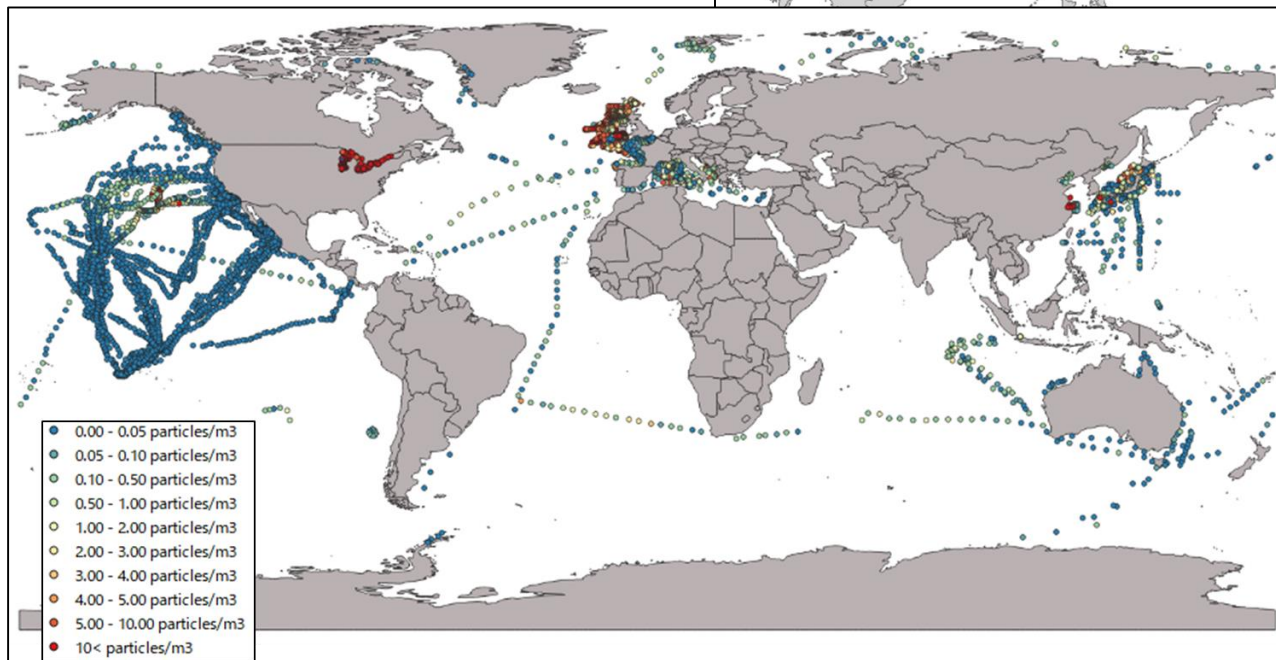 0.00 - 0.05 particles/m3
0.05 - 0.10 particles/m3
0.10 - 0.50 particles/m3
0.50 - 1.00 particles/m3
1.00 - 2.00 particles/m3
2.00 - 3.00 particles/m3
3.00 - 4.00 particles/m3
4.00 - 5.00 particles/m3
5.00 - 10.00 particles/m3
10< particles/m3